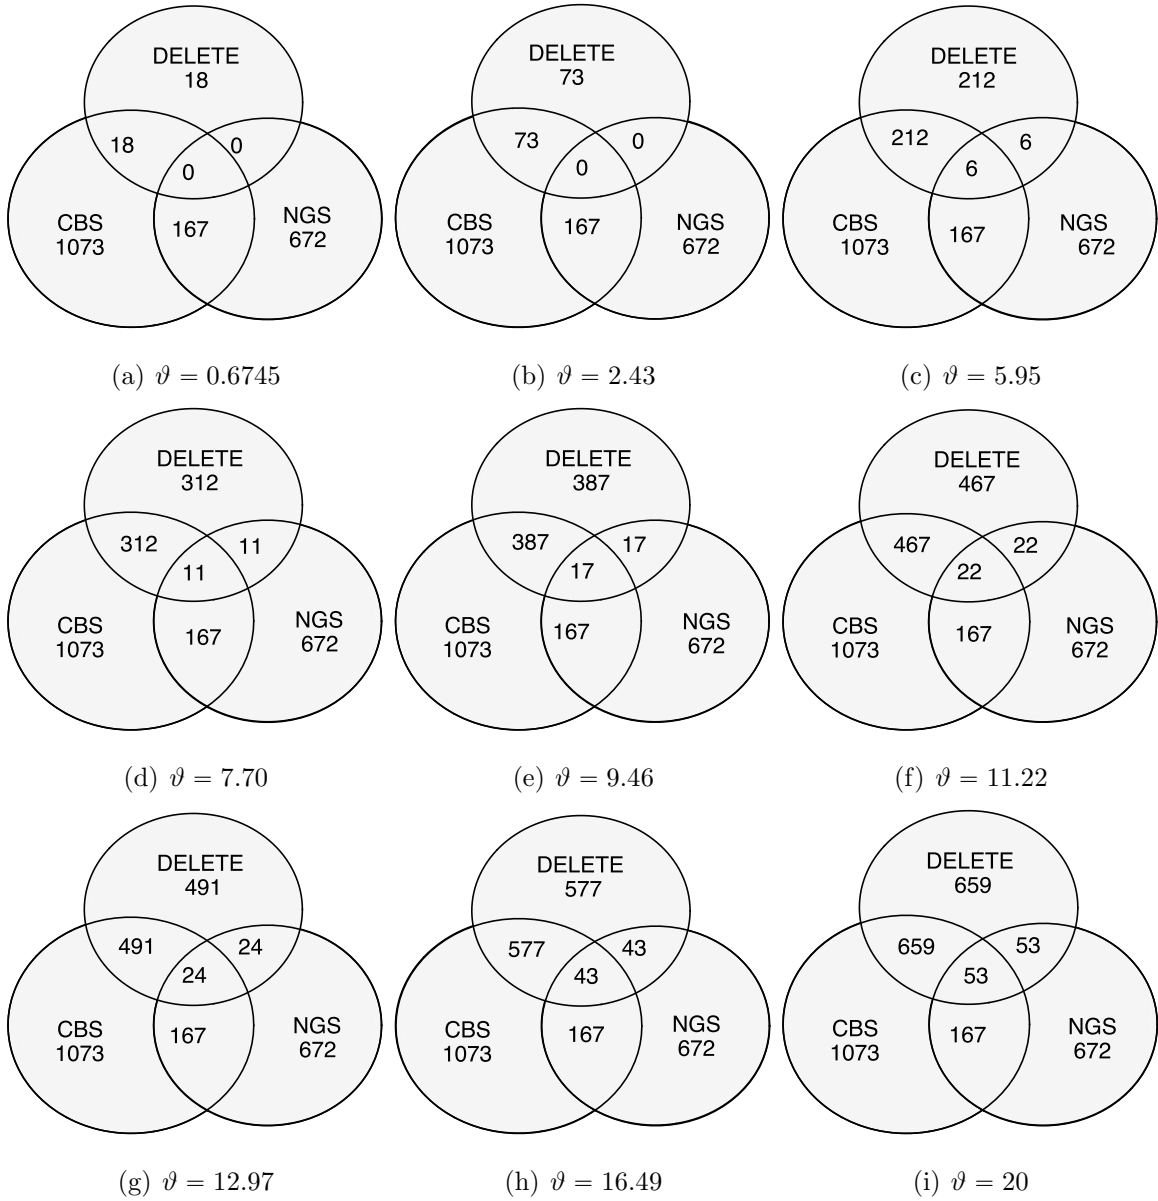 DELETE
18
18
0
0
CBS
1073
167
NGS
672
(a) ϑ = 0.6745
DELETE
73
73
0
0
CBS
1073
167
NGS
672
(b) ϑ = 2.43
DELETE
212
212
6
6
CBS
1073
167
NGS
672
(c) ϑ = 5.95
DELETE
312
312
11
11
CBS
1073
167
NGS
672
(d) ϑ = 7.70
DELETE
387
387
17
17
CBS
1073
167
NGS
672
(e) ϑ = 9.46
DELETE
467
467
22
22
CBS
1073
167
NGS
672
(f) ϑ = 11.22
DELETE
491
491
24
24
CBS
1073
167
NGS
672
(g) ϑ = 12.97
DELETE
577
577
43
43
CBS
1073
167
NGS
672
(h) ϑ = 16.49
DELETE
659
659
53
53
CBS
1073
167
NGS
672
(i) ϑ = 20